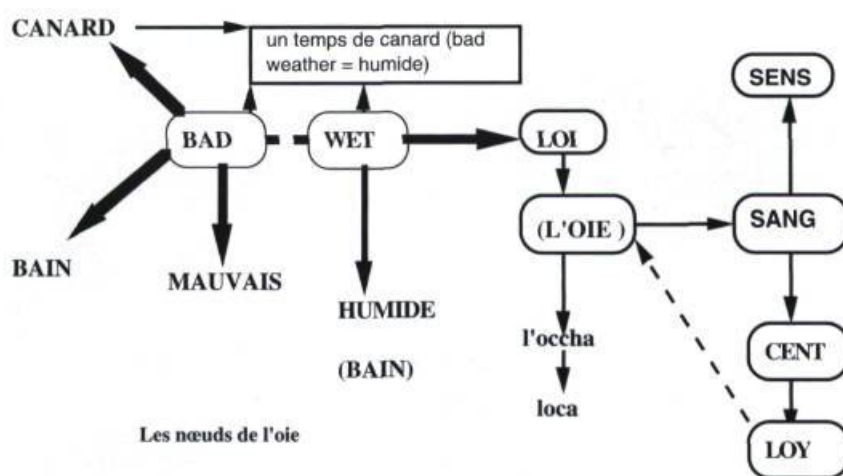 CANARD
un temps de canard (bad
weather = humide)
SENS
BAD
WET
LOI
(L'OIE )
SANG
BAIN
MAUVAIS
HUMIDE
(BAIN)
l'occha
loca
CENT
LOY
Les nœuds de l'oie